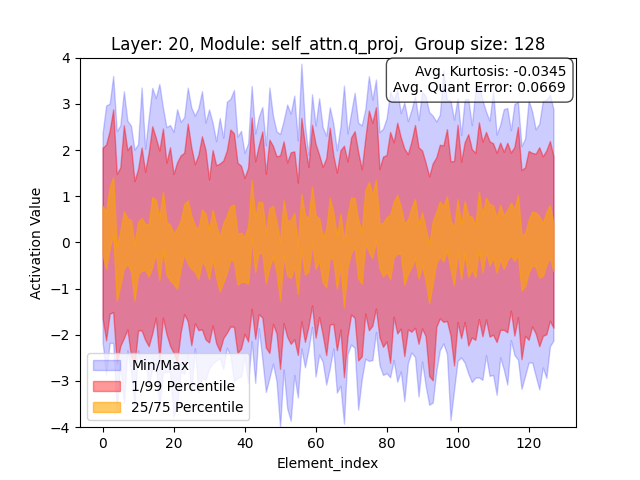 Layer: 20, Module: self_attn.q_proj,  Group size: 128
Avg. Kurtosis: -0.0345
Avg. Quant Error: 0.0669
4
3
2
1
0
−1
−2
−3
−4
Activation Value
Min/Max
1/99 Percentile
25/75 Percentile
0 20 40 60 80 100 120
Element_index